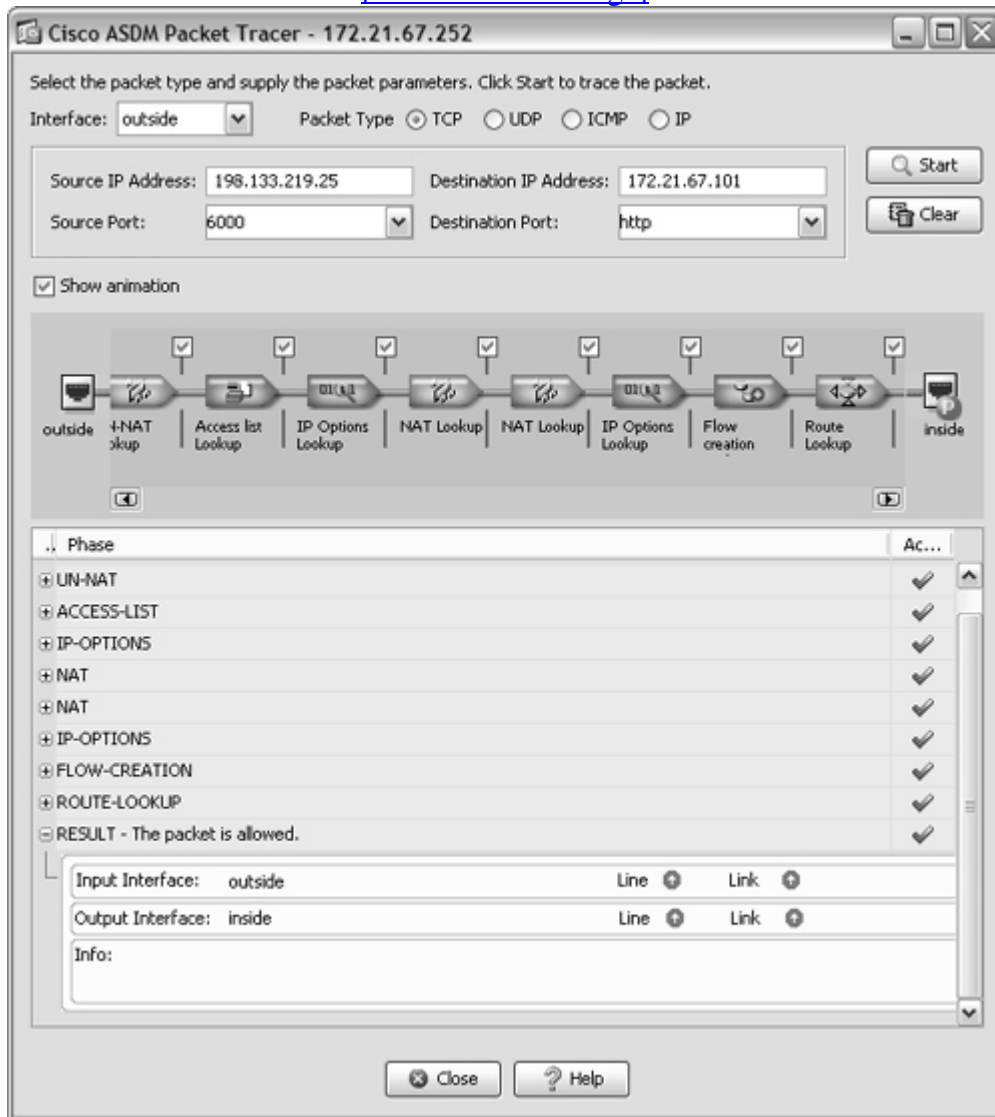 Cisco ASDM Packet Tracer - 172.21.67.252
Select the packet type and supply the packet parameters. Click Start to trace the packet.
Interface: outside Packet Type TCP UDP ICMP IP
Source IP Address: 198.133.219.25 Destination IP Address: 172.21.67.101 Start
Source Port: 6000 Destination Port: http Clear
Show animation
outside Access list Lookup IP Options Lookup NAT Lookup NAT Lookup IP Options Lookup Flow creation Route Lookup inside
.. Phase Ac...
UN-NAT
ACCESS-LIST
IP-OPTIONS
NAT
NAT
IP-OPTIONS
FLOW-CREATION
ROUTE-LOOKUP
RESULT - The packet is allowed.
Input Interface: outside Line Link
Output Interface: inside Line Link
Info:
Close Help